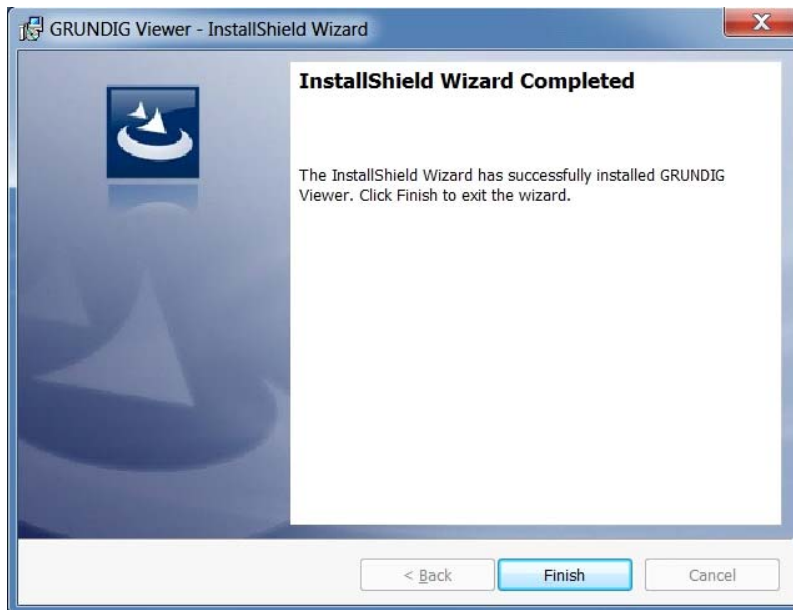 GRUNDIG Viewer - InstallShield Wizard
X
InstallShield Wizard Completed
The InstallShield Wizard has successfully installed GRUNDIG
Viewer. Click Finish to exit the wizard.
< Back
Finish
Cancel